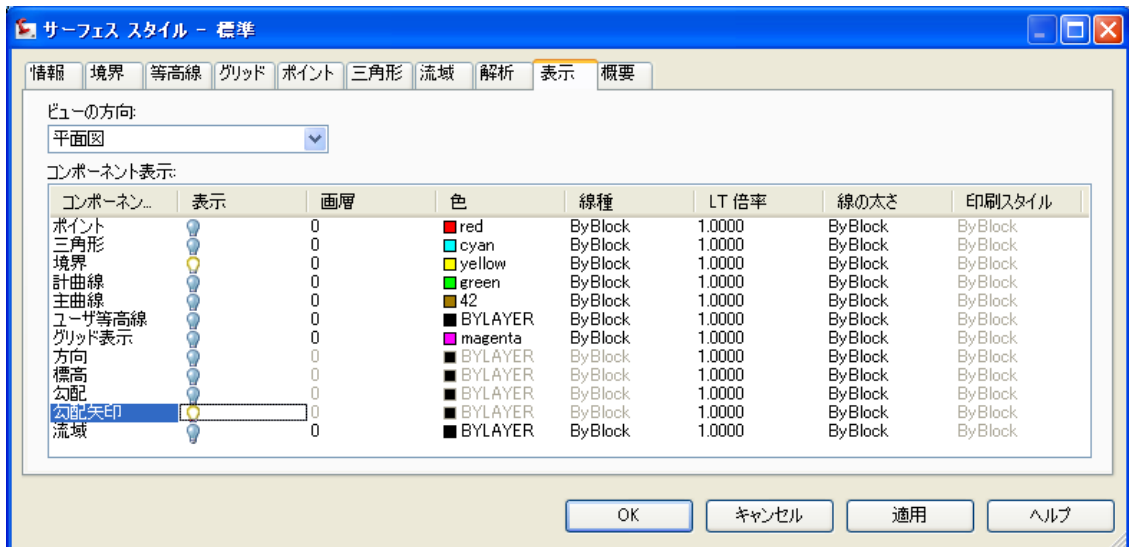 サーフェス スタイル - 標準
情報 境界 等高線 グリッド ポイント 三角形 流域 解析 表示 概要
ビューの方向:
平面図
コンポーネント表示:
コンポーネン... 表示 画層 色 線種 LT 倍率 線の太さ 印刷スタイル
ポイント 0 red ByBlock 1.0000 ByBlock ByBlock
三角形 0 cyan ByBlock 1.0000 ByBlock ByBlock
境界 0 yellow ByBlock 1.0000 ByBlock ByBlock
計曲線 0 green ByBlock 1.0000 ByBlock ByBlock
主曲線 0 42 ByBlock 1.0000 ByBlock ByBlock
ユーザ等高線 0 BYLAYER ByBlock 1.0000 ByBlock ByBlock
グリッド表示 0 magenta ByBlock 1.0000 ByBlock ByBlock
方向 0 BYLAYER ByBlock 1.0000 ByBlock ByBlock
標高 0 BYLAYER ByBlock 1.0000 ByBlock ByBlock
勾配 0 BYLAYER ByBlock 1.0000 ByBlock ByBlock
勾配矢印 0 BYLAYER ByBlock 1.0000 ByBlock ByBlock
流域 0 BYLAYER ByBlock 1.0000 ByBlock ByBlock
OK キャンセル 適用 ヘルプ